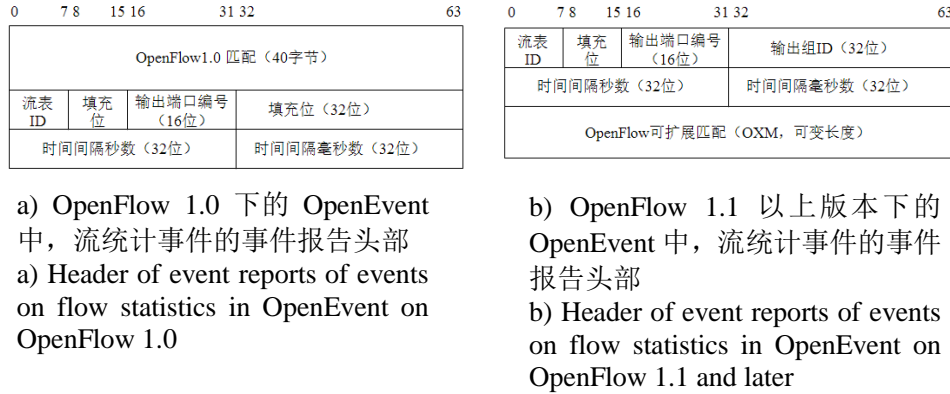 0 7 8 15 16 31 32 63
OpenFlow1.0 匹配（40字节）
流表
ID
填充
位
输出端口编号
（16位）
填充位（32位）
时间间隔秒数（32位）
时间间隔毫秒数（32位）
a) OpenFlow 1.0 下的 OpenEvent
中，流统计事件的事件报告头部
a) Header of event reports of events
on flow statistics in OpenEvent on
OpenFlow 1.0
0 7 8 15 16 31 32 63
流表
ID
填充
位
输出端口编号
（16位）
输出组ID（32位）
时间间隔秒数（32位）
时间间隔毫秒数（32位）
OpenFlow可扩展匹配（OXM，可变长度）
b) OpenFlow 1.1 以上版本下的
OpenEvent 中，流统计事件的事件
报告头部
b) Header of event reports of events
on flow statistics in OpenEvent on
OpenFlow 1.1 and later